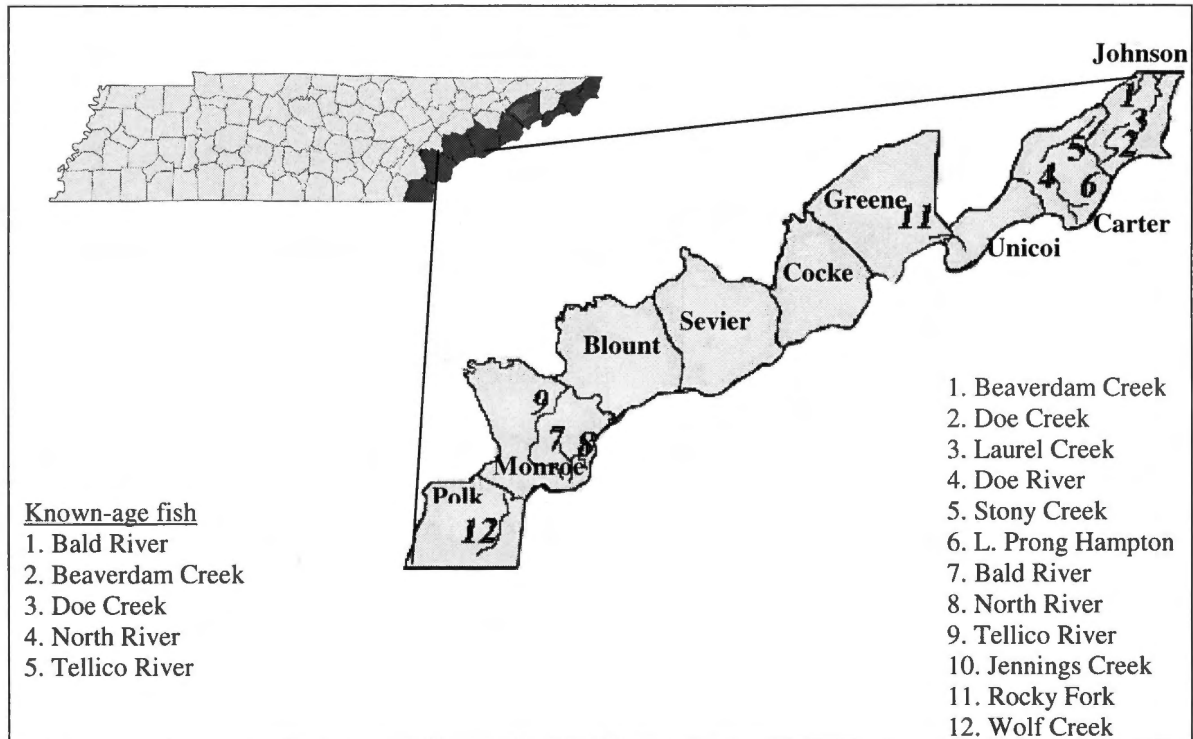 Johnson
1
3
5
2
4
6
Greene
11
Carter
Unicoi
Cocke
Sevier
Blount
9
7
8
Monroe
Polk
12
Known-age fish
1. Bald River
2. Beaverdam Creek
3. Doe Creek
4. North River
5. Tellico River
1. Beaverdam Creek
2. Doe Creek
3. Laurel Creek
4. Doe River
5. Stony Creek
6. L. Prong Hampton
7. Bald River
8. North River
9. Tellico River
10. Jennings Creek
11. Rocky Fork
12. Wolf Creek